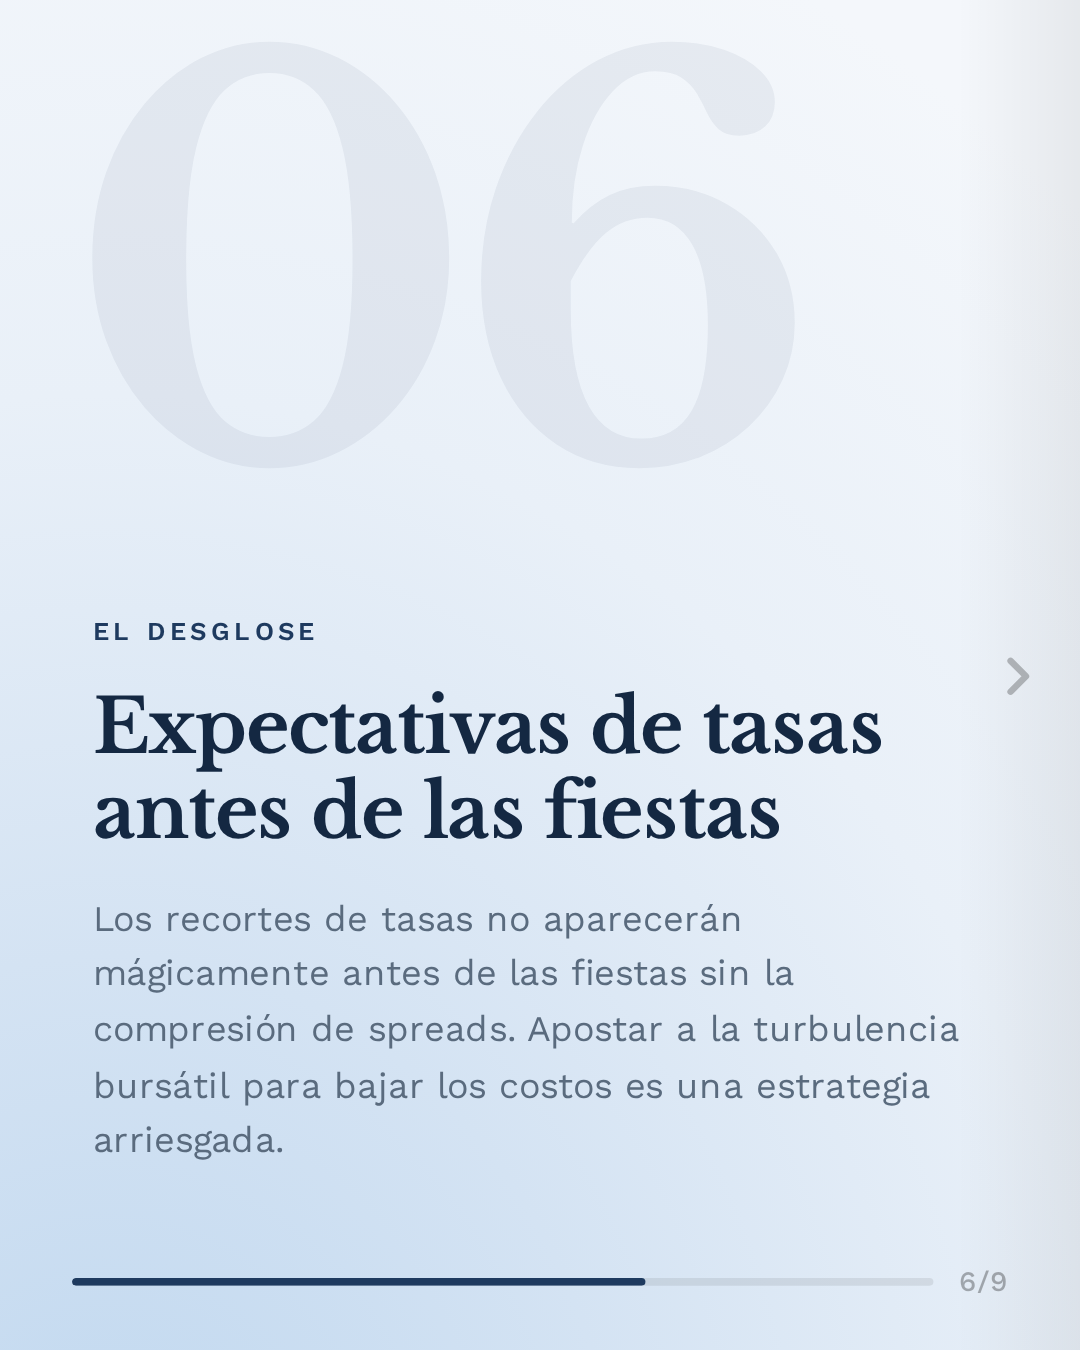 06
EL DESGLOSE
Expectativas de tasas
antes de las fiestas
Los recortes de tasas no aparecerán
mágicamente antes de las fiestas sin la
compresión de spreads. Apostar a la turbulencia
bursátil para bajar los costos es una estrategia
arriesgada.
6/9